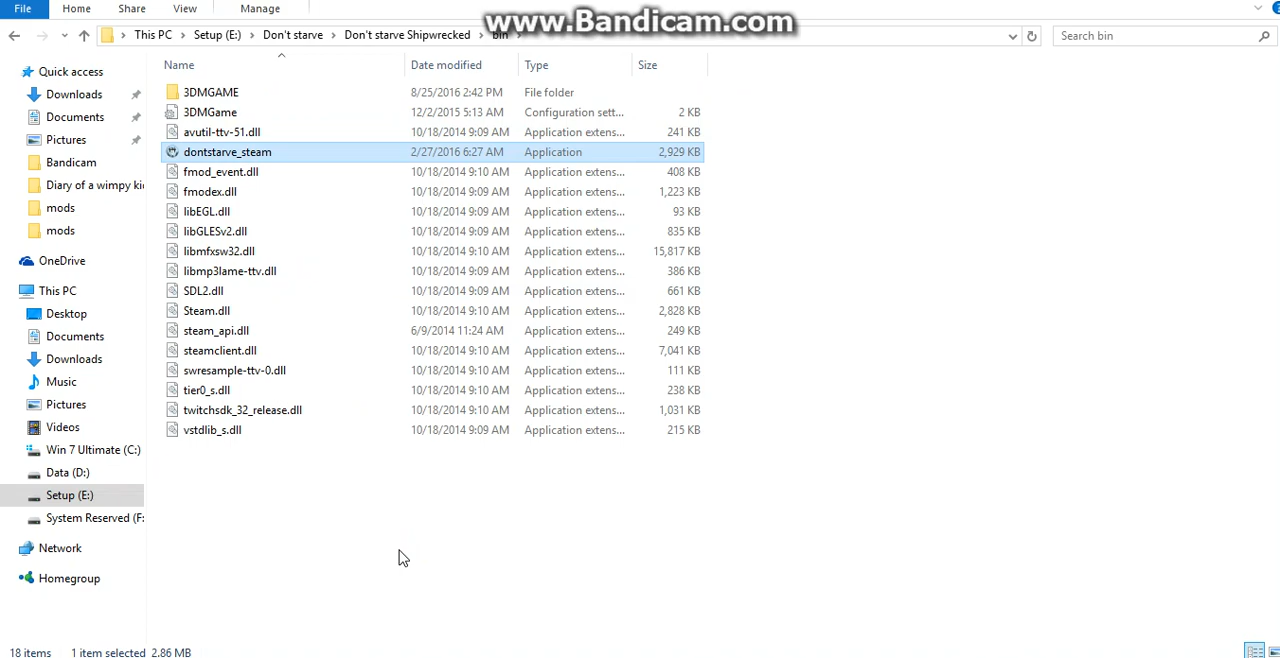 File Home Share View Manage
www.Bandicam.com
This PC Setup (E:) Don't starve Don't starve Shipwrecked bin Search bin
Name Date modified Type Size
Quick access
Downloads
Documents
Pictures
Bandicam
Diary of a wimpy ki
mods
mods
OneDrive
This PC
Desktop
Documents
Downloads
Music
Pictures
Videos
Win 7 Ultimate (C:)
Data (D:)
Setup (E:)
System Reserved (F:
Network
Homegroup
3DMGAME 8/25/2016 2:42 PM File folder
3DMGame 12/2/2015 5:13 AM Configuration sett... 2 KB
avutil-ttv-51.dll 10/18/2014 9:09 AM Application extens... 241 KB
dontstarve_steam 2/27/2016 6:27 AM Application 2,929 KB
fmod_event.dll 10/18/2014 9:10 AM Application extens... 408 KB
fmodex.dll 10/18/2014 9:09 AM Application extens... 1,223 KB
libEGL.dll 10/18/2014 9:09 AM Application extens... 93 KB
libGLESv2.dll 10/18/2014 9:09 AM Application extens... 835 KB
libmfxsw32.dll 10/18/2014 9:10 AM Application extens... 15,817 KB
libmp3lame-ttv.dll 10/18/2014 9:09 AM Application extens... 386 KB
SDL2.dll 10/18/2014 9:09 AM Application extens... 661 KB
Steam.dll 10/18/2014 9:10 AM Application extens... 2,828 KB
steam_api.dll 6/9/2014 11:24 AM Application extens... 249 KB
steamclient.dll 10/18/2014 9:10 AM Application extens... 7,041 KB
swresample-ttv-0.dll 10/18/2014 9:10 AM Application extens... 111 KB
tier0_s.dll 10/18/2014 9:10 AM Application extens... 238 KB
twitchsdk_32_release.dll 10/18/2014 9:10 AM Application extens... 1,031 KB
vstdlib_s.dll 10/18/2014 9:09 AM Application extens... 215 KB
18 items 1 item selected 2.86 MB